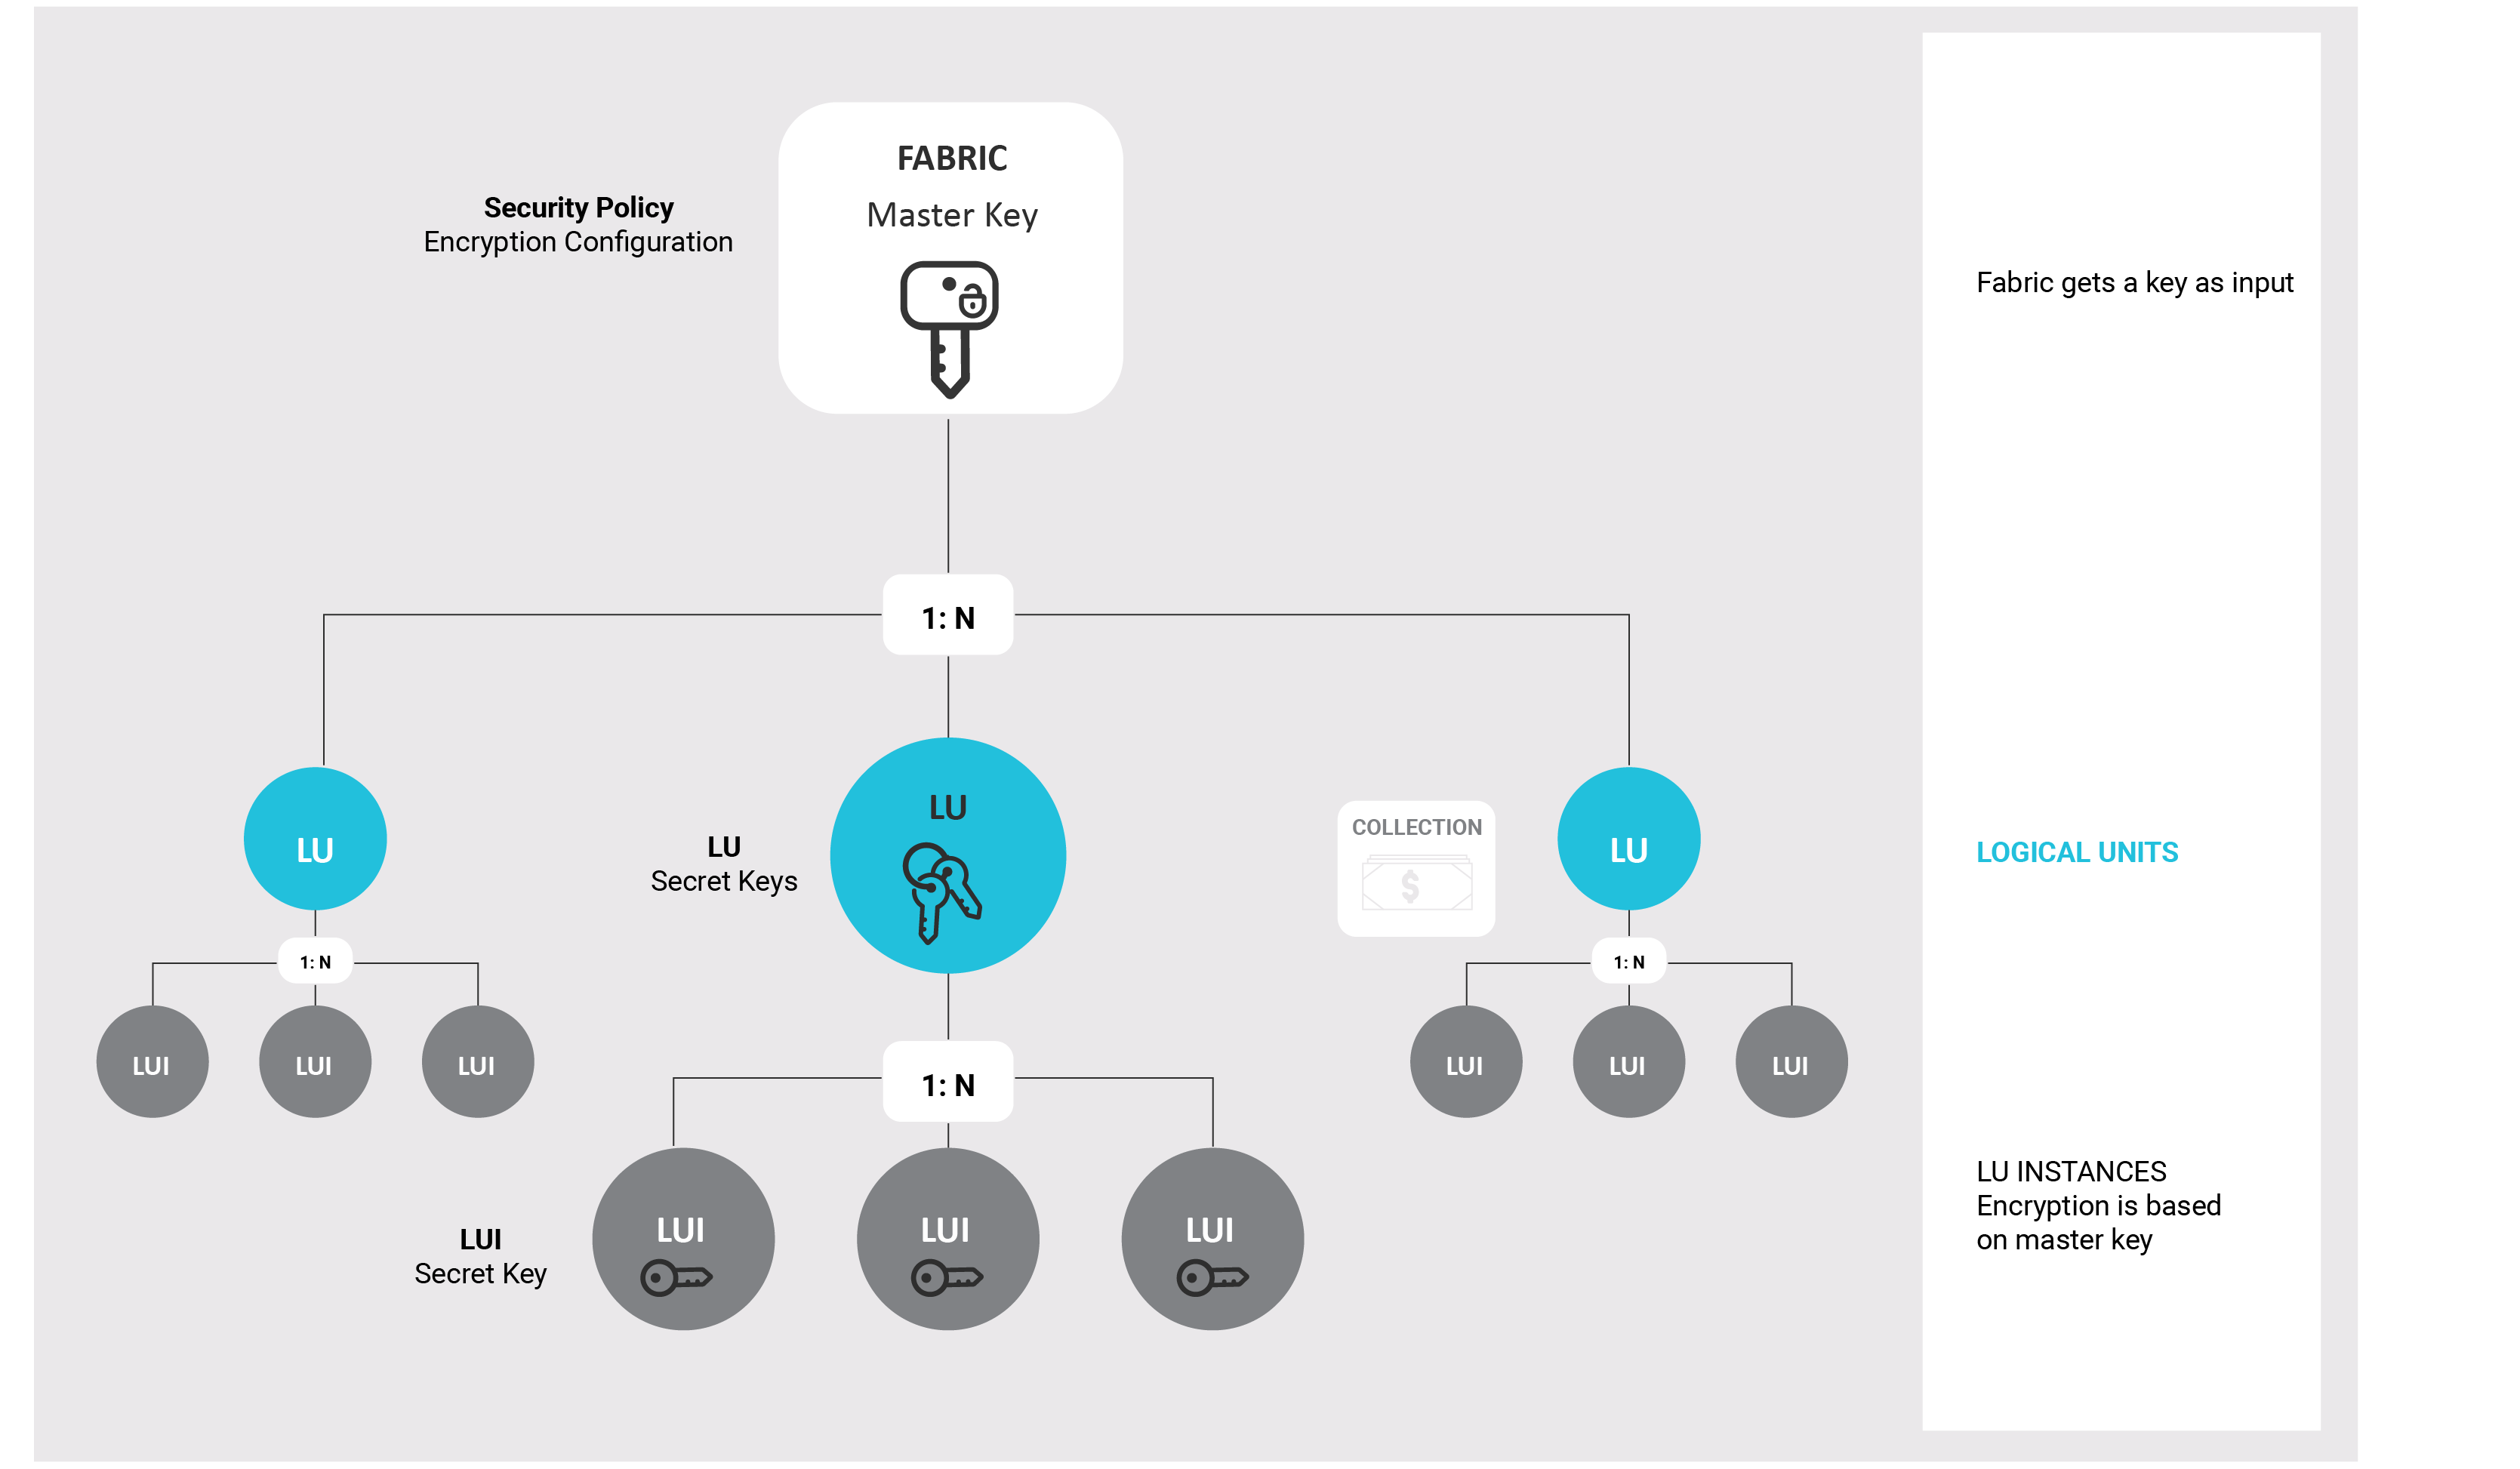 FABRIC
Master Key
Security Policy
Encryption Configuration
Fabric gets a key as input
1: N
LU
LU
Secret Keys
LU
COLLECTION
$
LU
LOGICAL UNITS
1: N
1: N
LUI
LUI
LUI
LUI
LUI
LUI
1: N
LUI
Secret Key
LUI
LUI
LUI
LU INSTANCES
Encryption is based
on master key